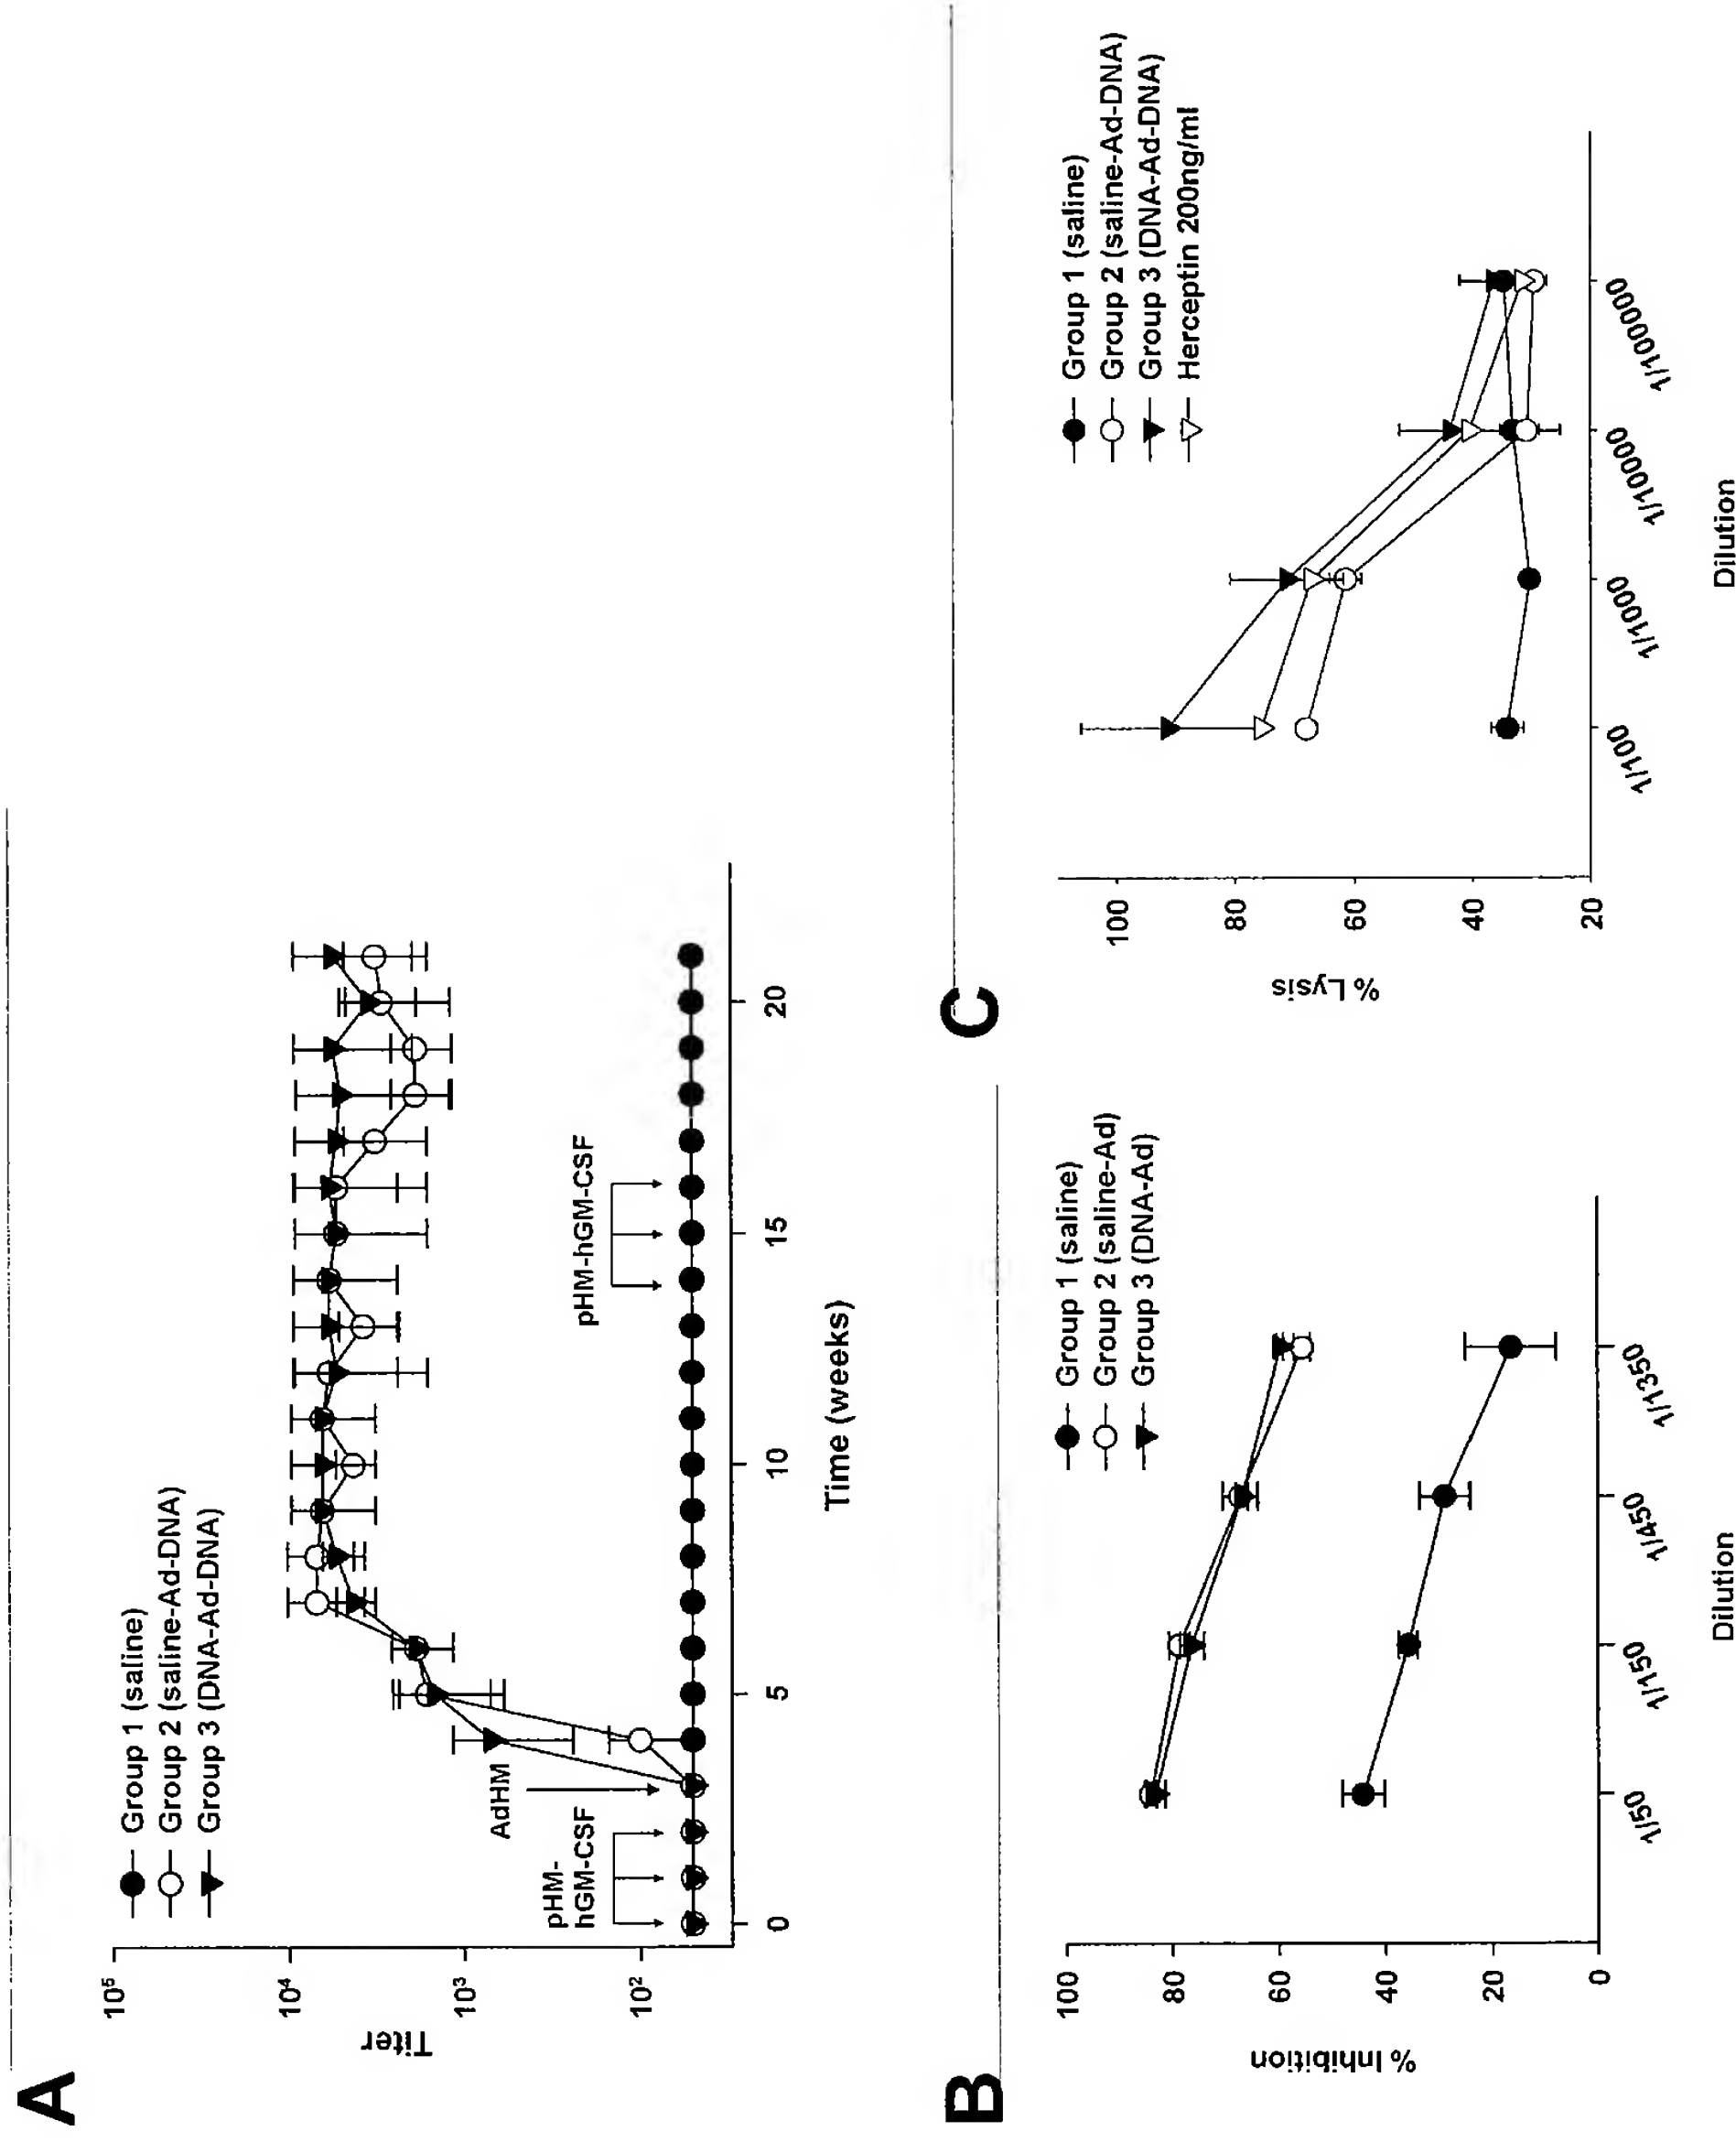 A
Group 1 (saline)
Group 2 (saline-Ad-DNA)
Group 3 (DNA-Ad-DNA)
Titer
10⁵
10⁴
10³
10²
pHM-
hGM-CSF
AdHM
pHM-hGM-CSF
0
5
10
15
20
Time (weeks)
B
Group 1 (saline)
Group 2 (saline-Ad)
Group 3 (DNA-Ad)
% Inhibition
100
80
60
40
20
0
1/50
1/150
1/450
1/1350
Dilution
C
Group 1 (saline)
Group 2 (saline-Ad-DNA)
Group 3 (DNA-Ad-DNA)
Herceptin 200ng/ml
% Lysis
100
80
60
40
20
1/100
1/1000
1/10000
1/100000
Dilution